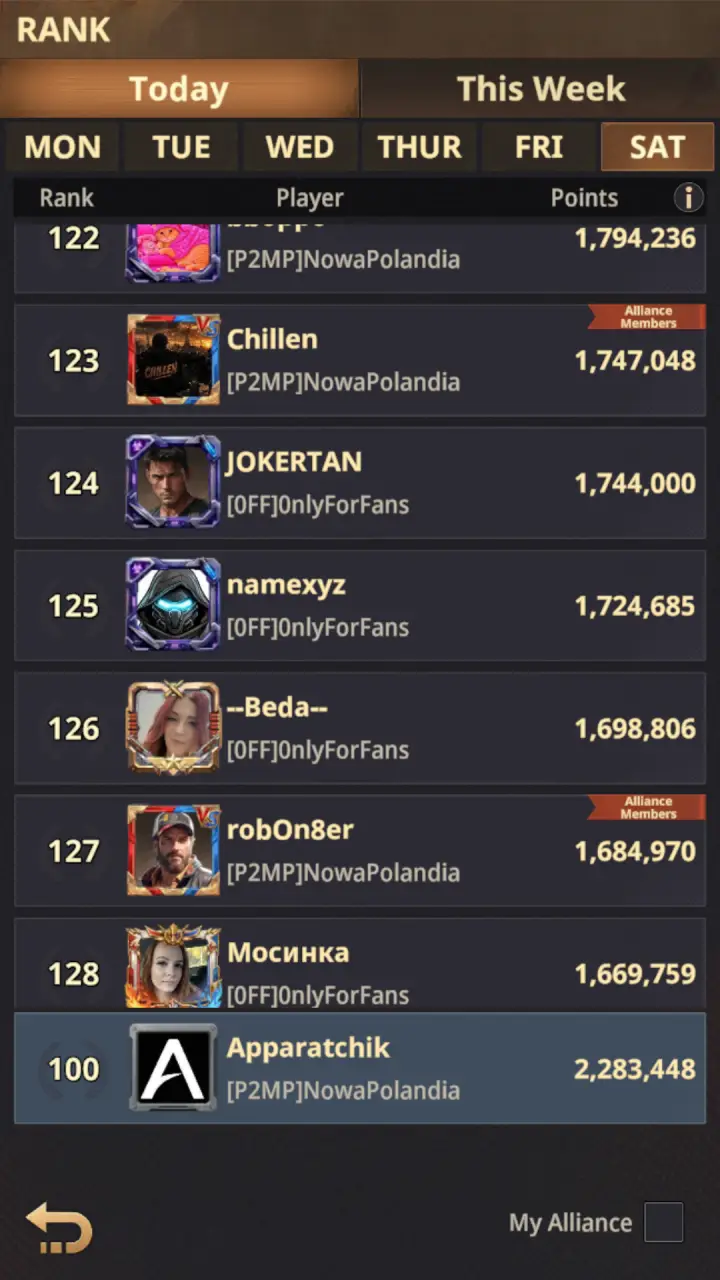 RANK
Today
This Week
MON TUE WED THUR FRI SAT
Rank Player Points
122
[P2MP]NowaPolandia
1,794,236
Alliance
Members
123
Chillen
[P2MP]NowaPolandia
1,747,048
124
JOKERTAN
[0FF]0nlyForFans
1,744,000
125
namexyz
[0FF]0nlyForFans
1,724,685
126
--Beda--
[0FF]0nlyForFans
1,698,806
Alliance
Members
127
robOn8er
[P2MP]NowaPolandia
1,684,970
128
Мосинка
[0FF]0nlyForFans
1,669,759
100
Apparatchik
[P2MP]NowaPolandia
2,283,448
My Alliance